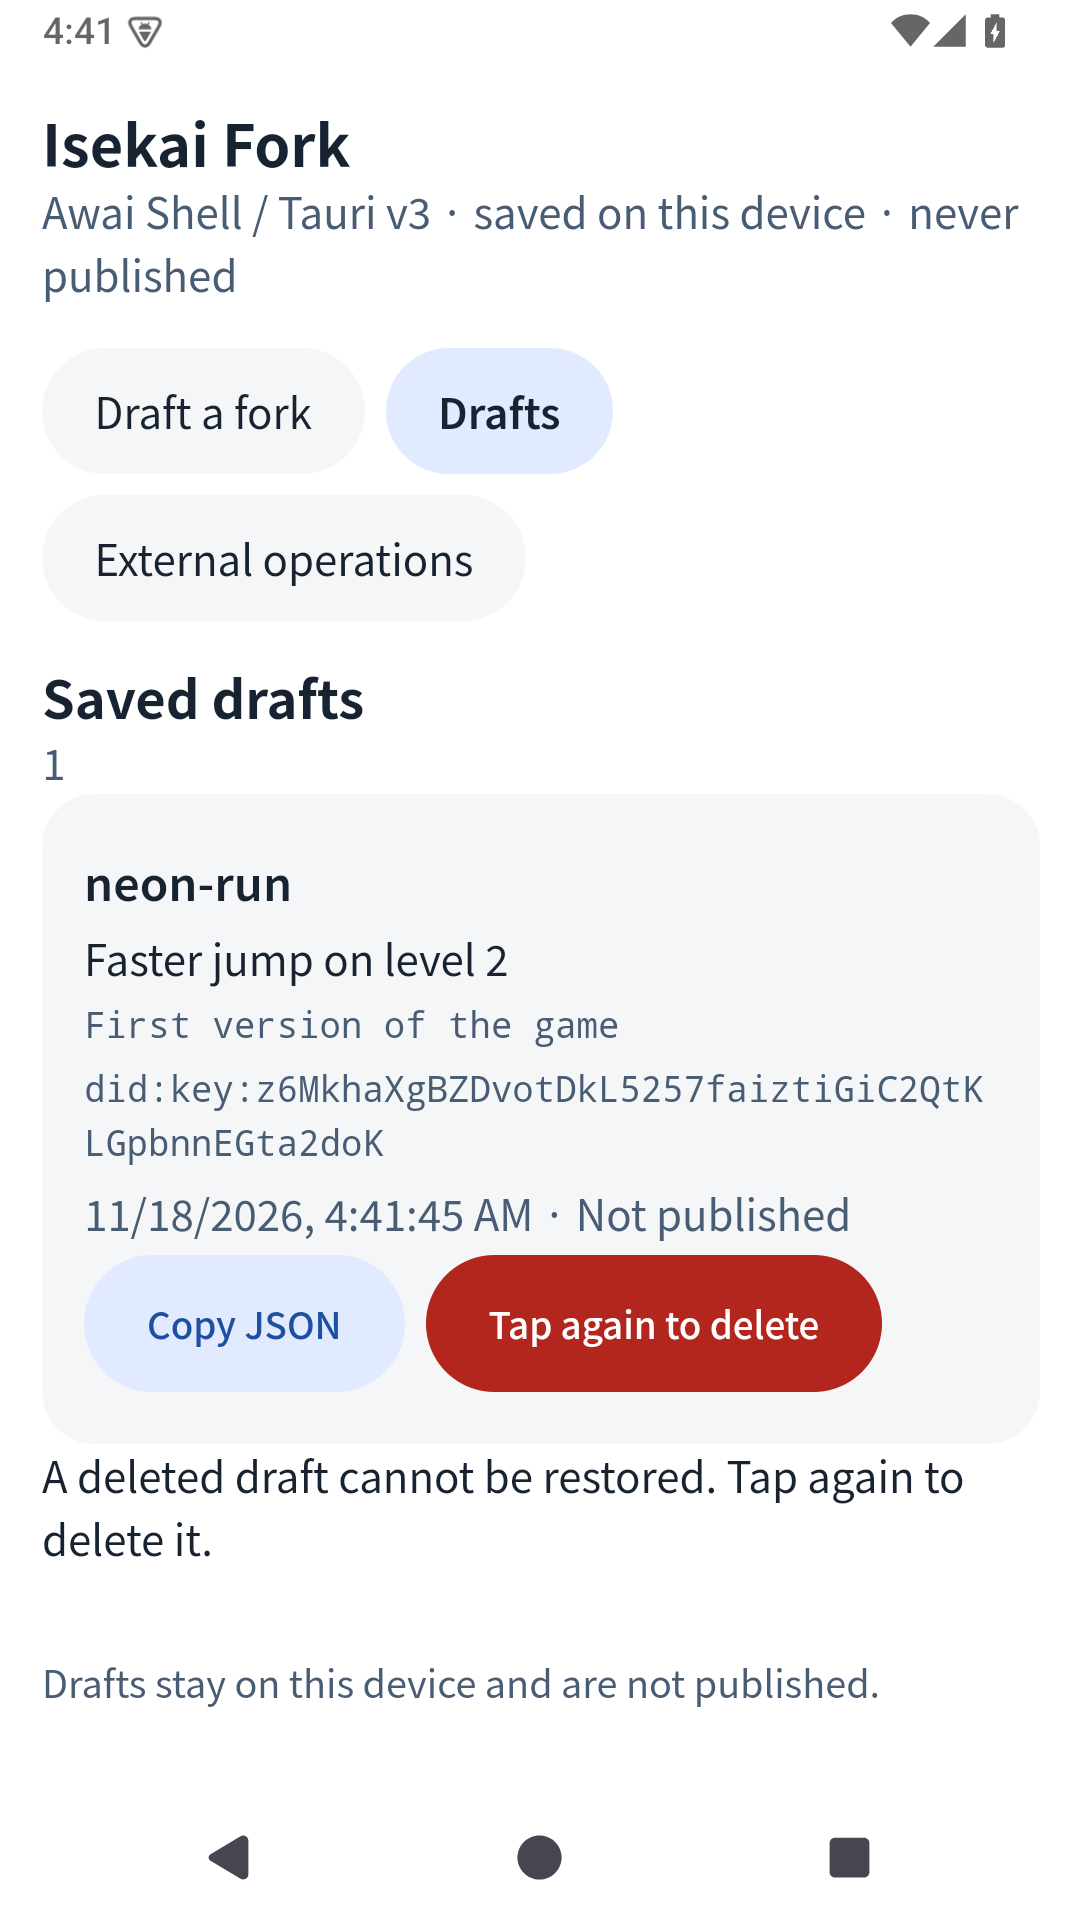 4:41
Isekai Fork
Awai Shell / Tauri v3 · saved on this device · never
published
Draft a fork
Drafts
External operations
Saved drafts
1
neon-run
Faster jump on level 2
First version of the game
did:key:z6MkhaXgBZDvotDkL5257faiztiGiC2QtK
LGpbnnEGta2doK
11/18/2026, 4:41:45 AM · Not published
Copy JSON
Tap again to delete
A deleted draft cannot be restored. Tap again to
delete it.
Drafts stay on this device and are not published.